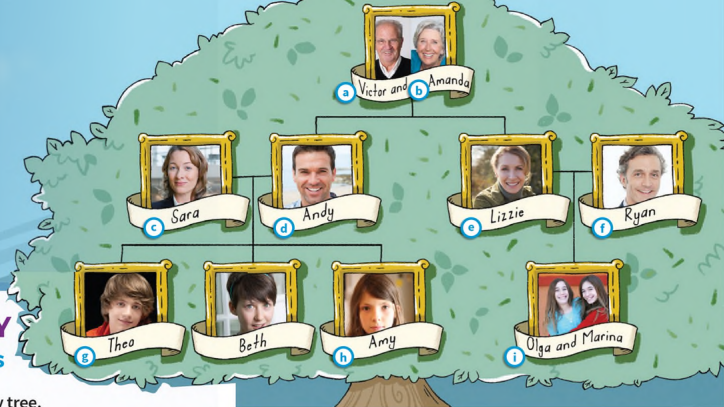 a Victor and b Amanda
c Sara d Andy e Lizzie f Ryan
g Theo Beth h Amy i Olga and Marina
Y
s
tree.